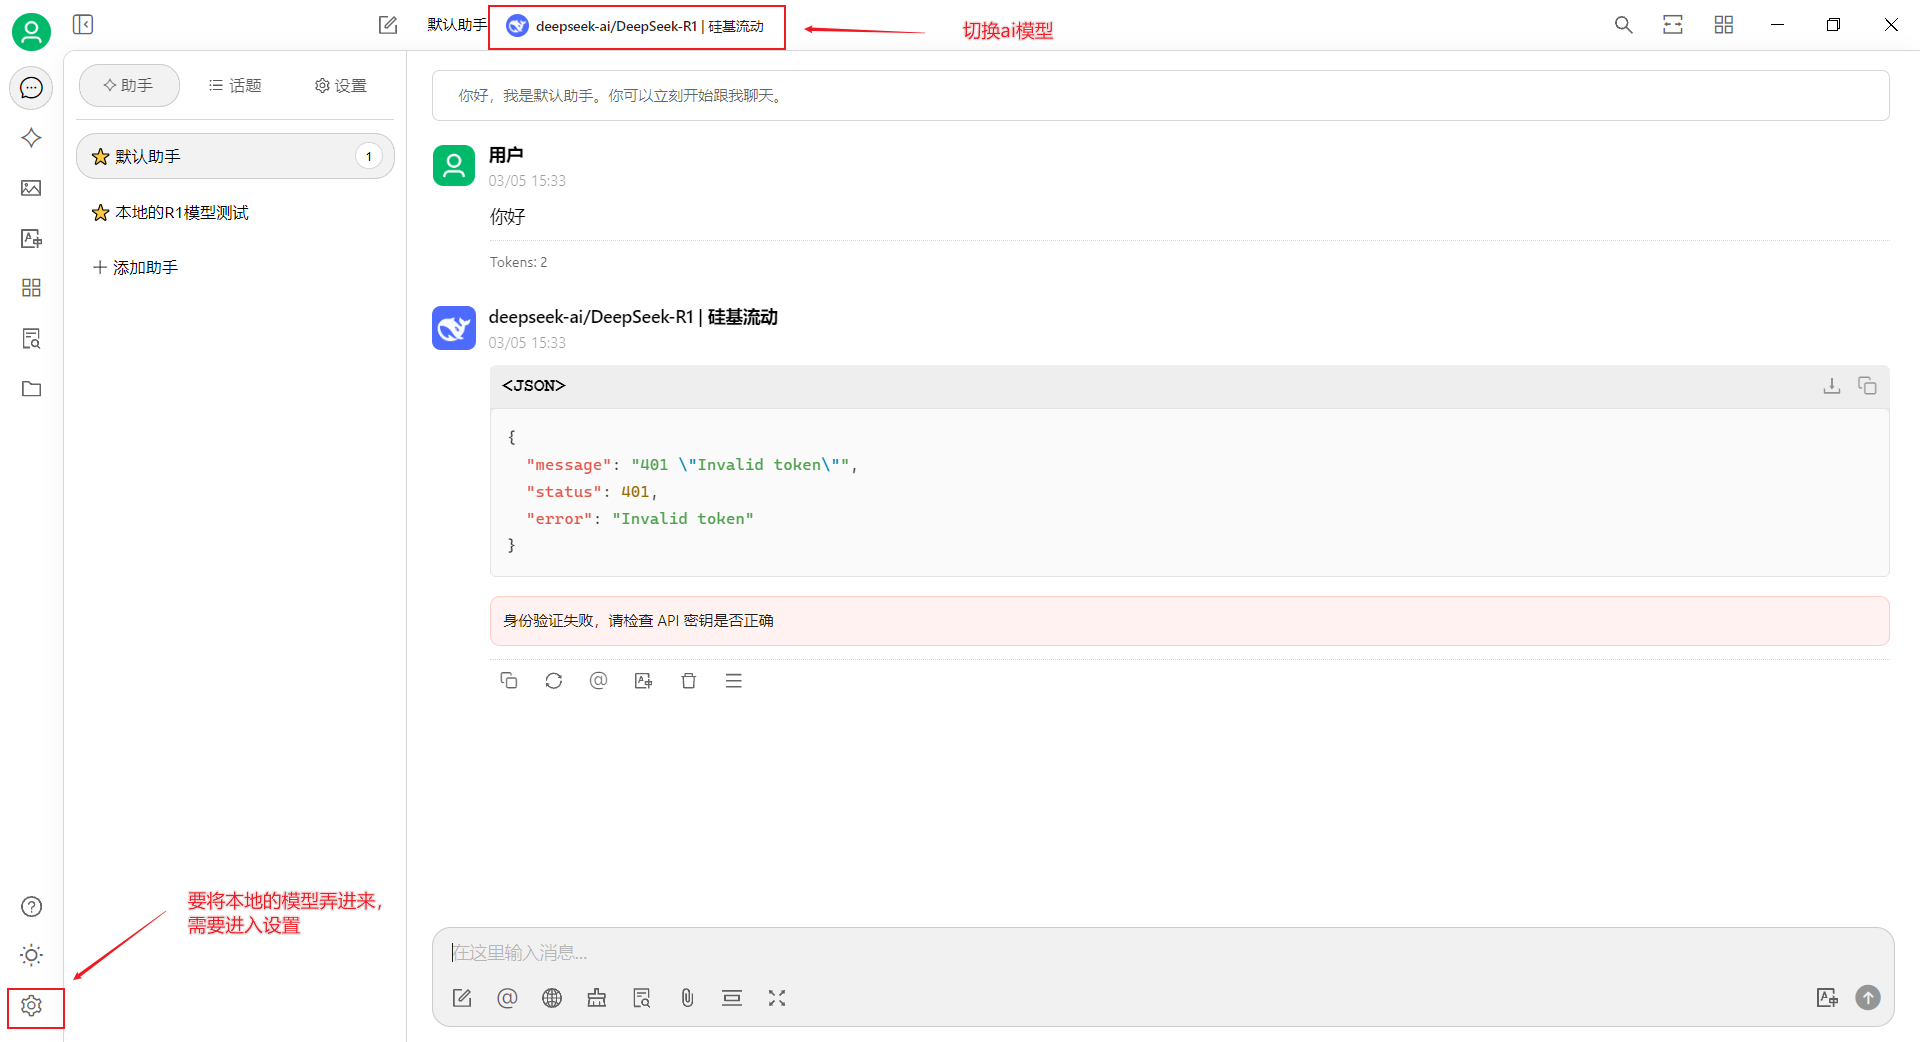 默认助手
deepseek-ai/DeepSeek-R1 | 硅基流动
切换ai模型
助手
话题
设置
默认助手
1
本地的R1模型测试
添加助手
你好，我是默认助手。你可以立刻开始跟我聊天。
用户
03/05 15:33
你好
Tokens: 2
deepseek-ai/DeepSeek-R1 | 硅基流动
03/05 15:33
<JSON>
{
"message": "401 \"Invalid token\"",
"status": 401,
"error": "Invalid token"
}
身份验证失败，请检查 API 密钥是否正确
要将本地的模型弄进来，
需要进入设置
在这里输入消息...